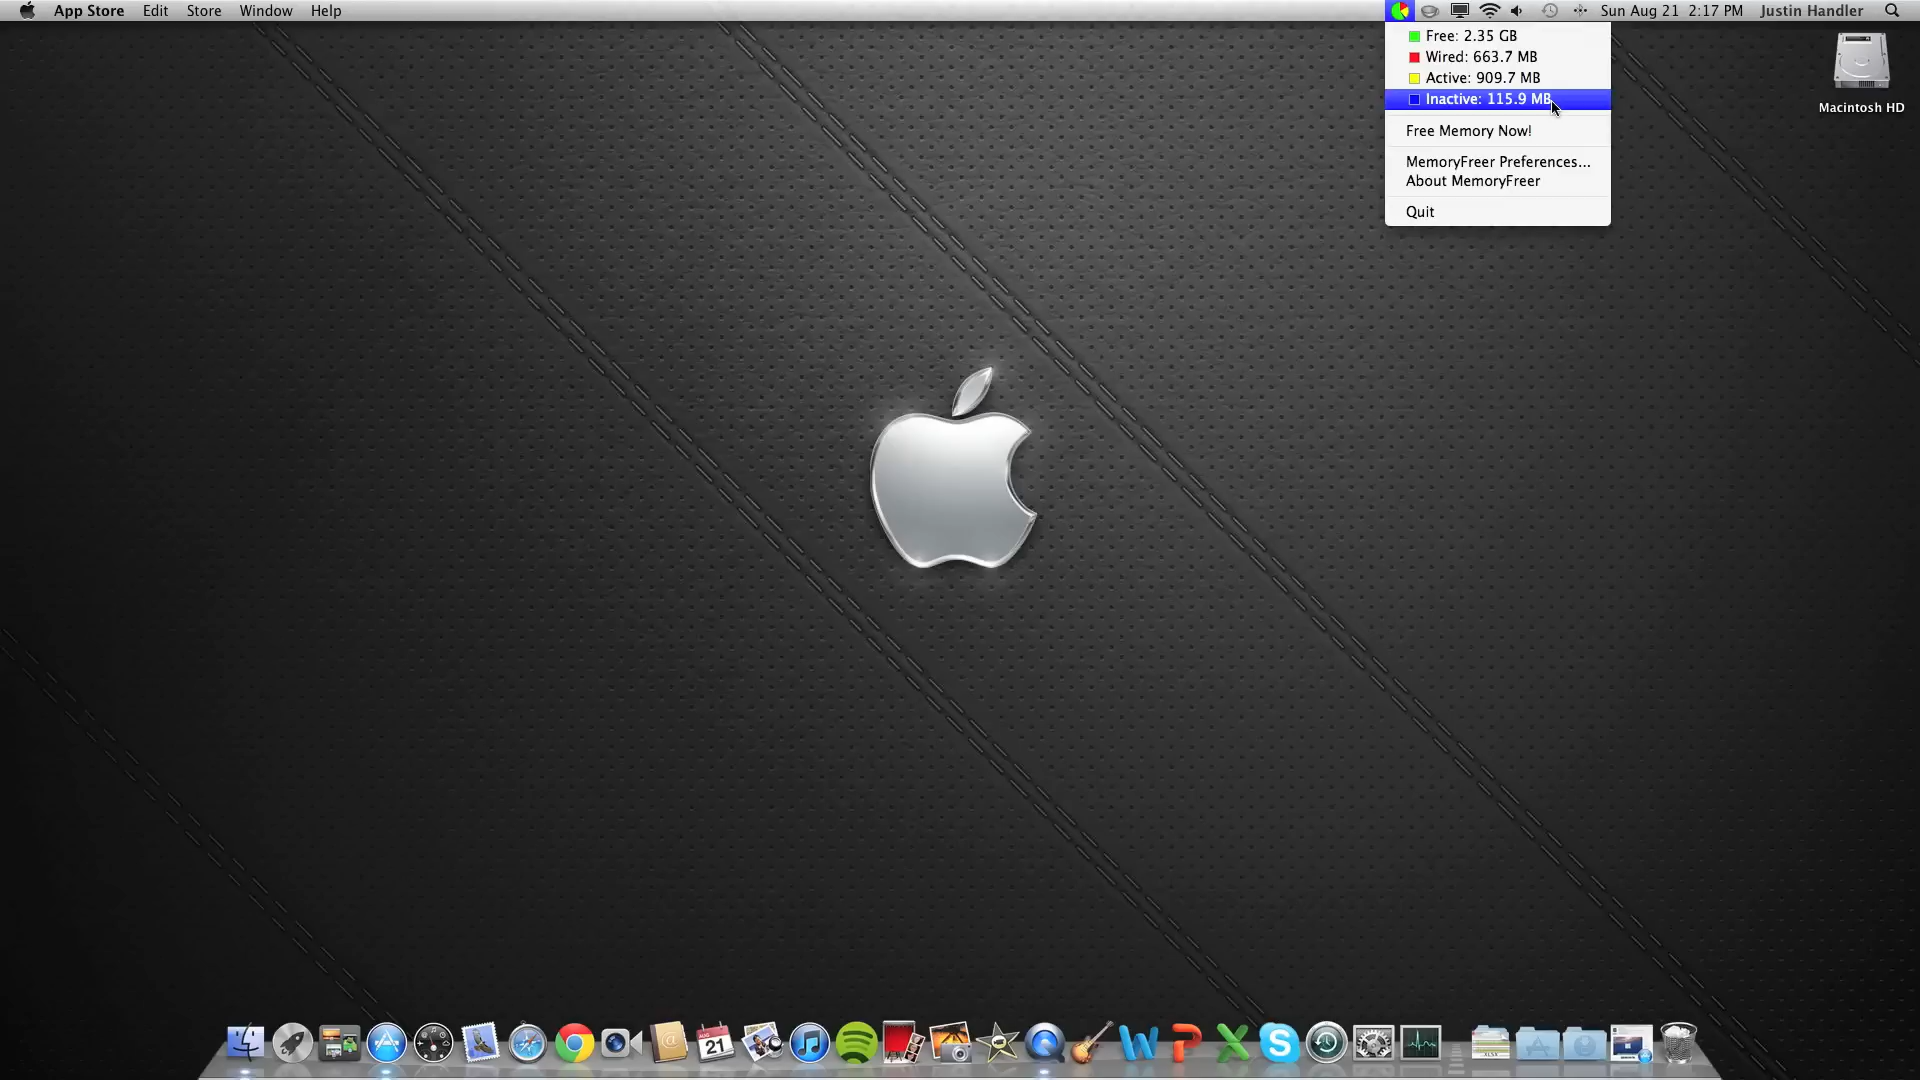 App Store Edit Store Window Help
Sun Aug 21 2:17 PM Justin Handler
Free: 2.35 GB
Wired: 663.7 MB
Active: 909.7 MB
Inactive: 115.9 MB
Free Memory Now!
MemoryFreer Preferences...
About MemoryFreer
Quit
Macintosh HD
AUG
21
XLSX